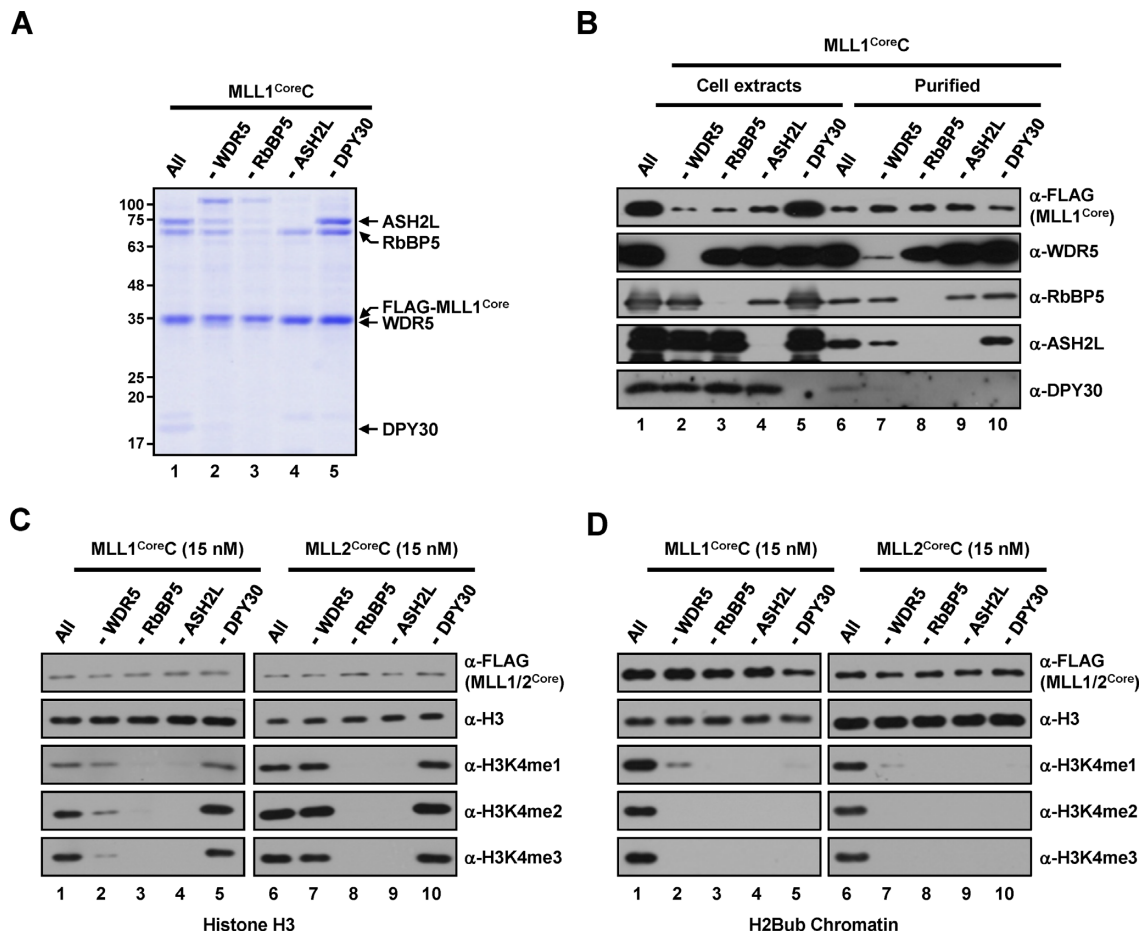 A
MLL1CoreC
All
- WDR5
- RbBP5
- ASH2L
- DPY30
100
75
63
48
35
25
20
17
ASH2L
RbBP5
FLAG-MLL1Core
WDR5
DPY30
1 2 3 4 5
B
MLL1CoreC
Cell extracts Purified
All
- WDR5
- RbBP5
- ASH2L
- DPY30
All
- WDR5
- RbBP5
- ASH2L
- DPY30
α-FLAG
(MLL1Core)
α-WDR5
α-RbBP5
α-ASH2L
α-DPY30
1 2 3 4 5 6 7 8 9 10
C
MLL1CoreC (15 nM) MLL2CoreC (15 nM)
All
- WDR5
- RbBP5
- ASH2L
- DPY30
All
- WDR5
- RbBP5
- ASH2L
- DPY30
α-FLAG
(MLL1/2Core)
α-H3
α-H3K4me1
α-H3K4me2
α-H3K4me3
1 2 3 4 5 6 7 8 9 10
Histone H3
D
MLL1CoreC (15 nM) MLL2CoreC (15 nM)
All
- WDR5
- RbBP5
- ASH2L
- DPY30
All
- WDR5
- RbBP5
- ASH2L
- DPY30
α-FLAG
(MLL1/2Core)
α-H3
α-H3K4me1
α-H3K4me2
α-H3K4me3
1 2 3 4 5 6 7 8 9 10
H2Bub Chromatin